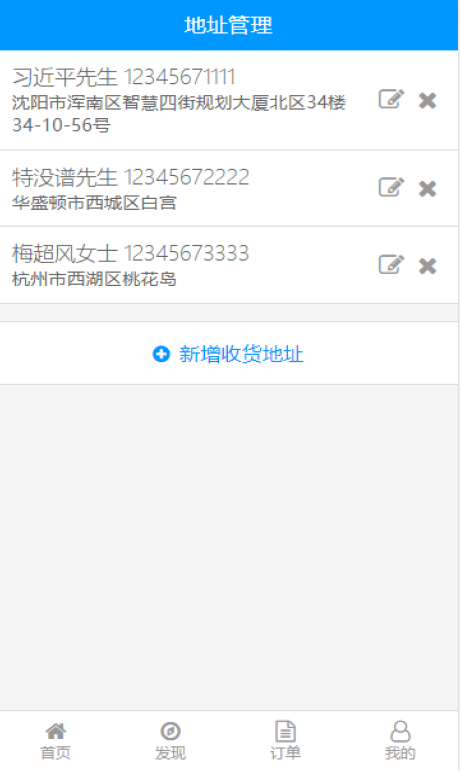 地址管理
习近平先生 12345671111
沈阳市浑南区智慧四街规划大厦北区34楼
34-10-56号
特没谱先生 12345672222
华盛顿市西城区白宫
梅超风女士 12345673333
杭州市西湖区桃花岛
新增收货地址
首页 发现 订单 我的